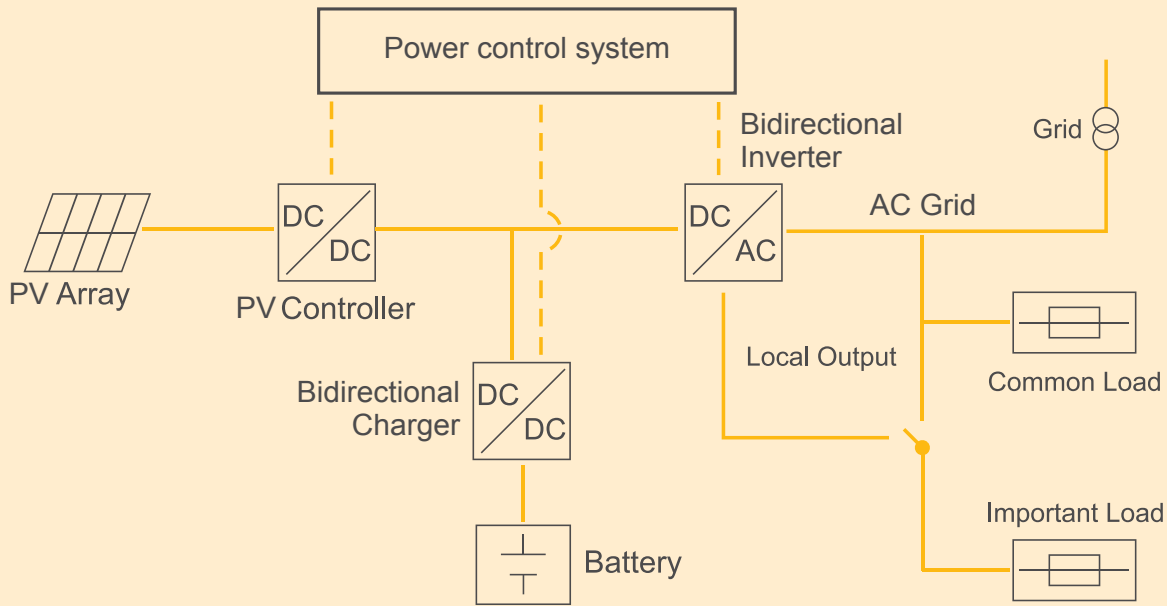 Power control system
Bidirectional
Inverter
Grid
DC
DC
DC
AC
AC Grid
PV Array
PV Controller
Local Output
Bidirectional
Charger
DC
DC
Common Load
Important Load
Battery